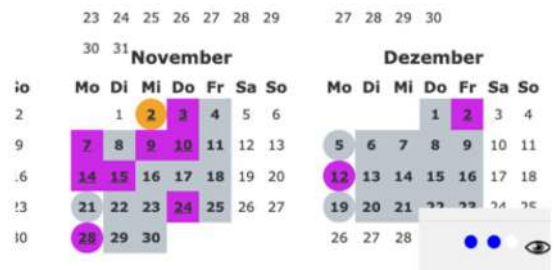 23 24 25 26 27 28 29
27 28 29 30
30 31
November
Dezember
Mo Di Mi Do Fr Sa So
Mo Di Mi Do Fr Sa So
2
1 2 3 4 5 6
1 2 3 4
9
7 8 9 10 11 12 13
5 6 7 8 9 10 11
14 15 16 17 18 19 20
12 13 14 15 16 17 18
21 22 23 24 25 26 27
19 20 21 22 23 24 25
28 29 30
26 27 28